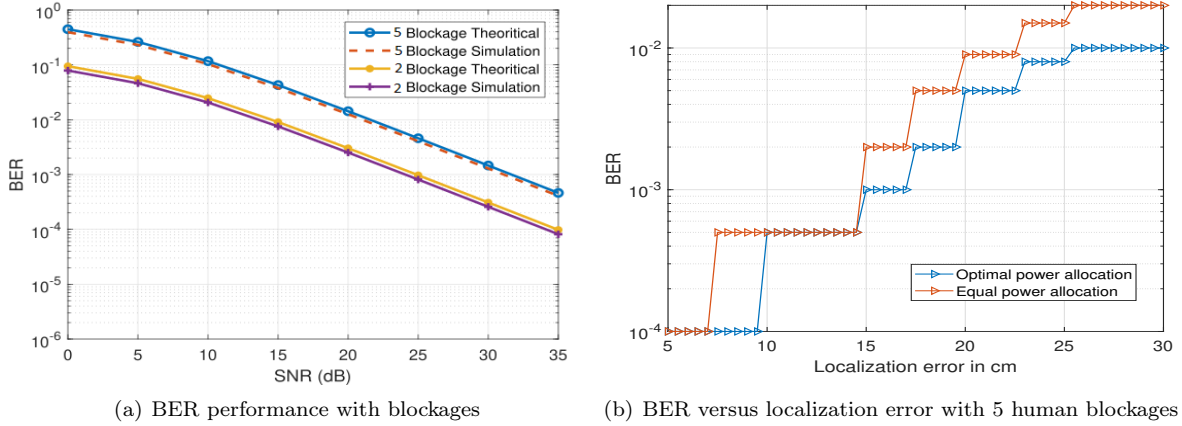 10^0
10^-1
10^-2
10^-3
10^-4
10^-5
10^-6
BER
0 5 10 15 20 25 30 35
SNR (dB)
5 Blockage Theoritical
5 Blockage Simulation
2 Blockage Theoritical
2 Blockage Simulation
(a) BER performance with blockages
10^-2
10^-3
10^-4
BER
5 10 15 20 25 30
Localization error in cm
Optimal power allocation
Equal power allocation
(b) BER versus localization error with 5 human blockages